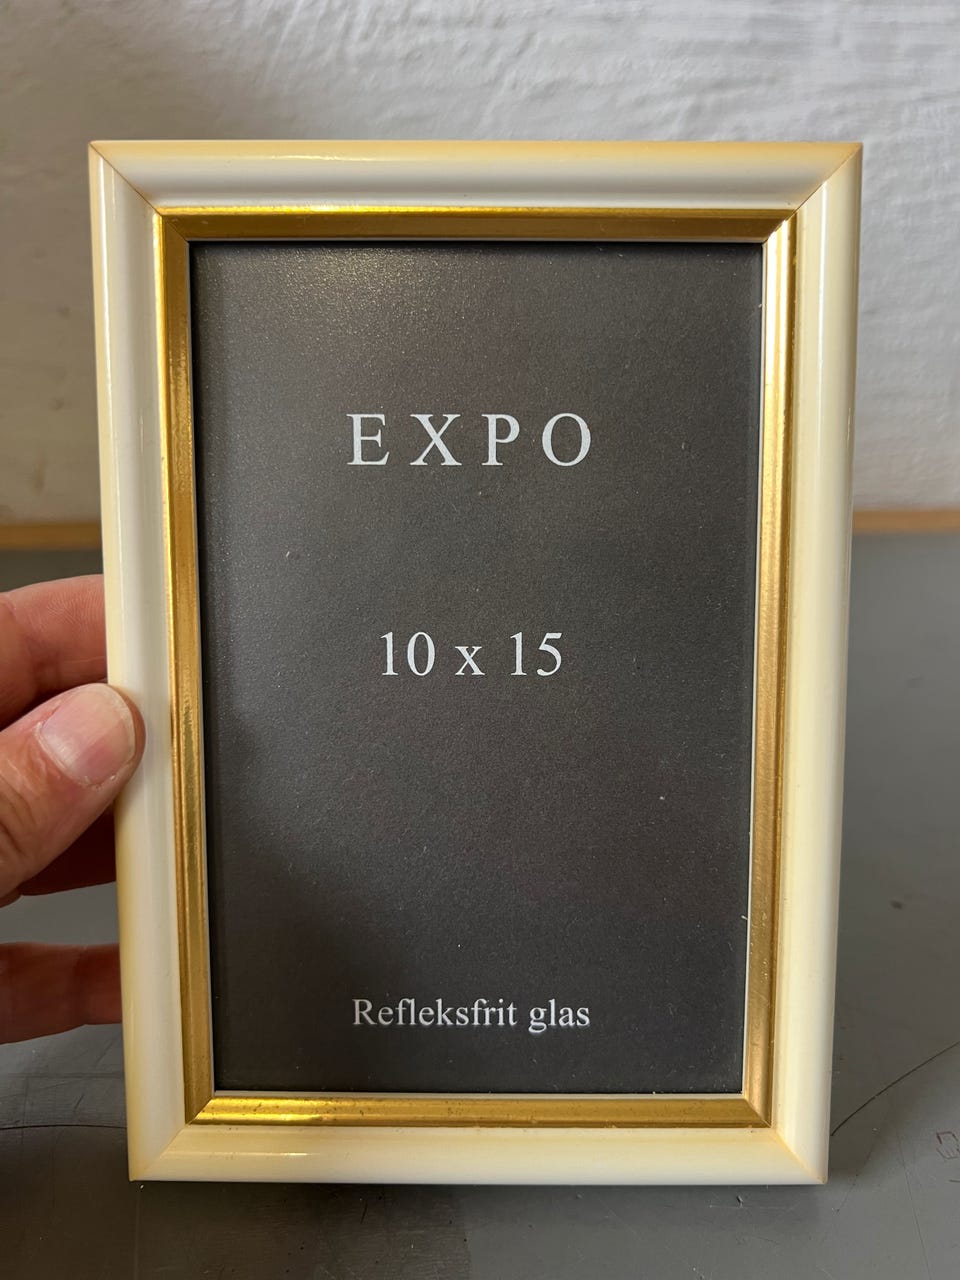 EXPO
10 x 15
Refleksfrit glas